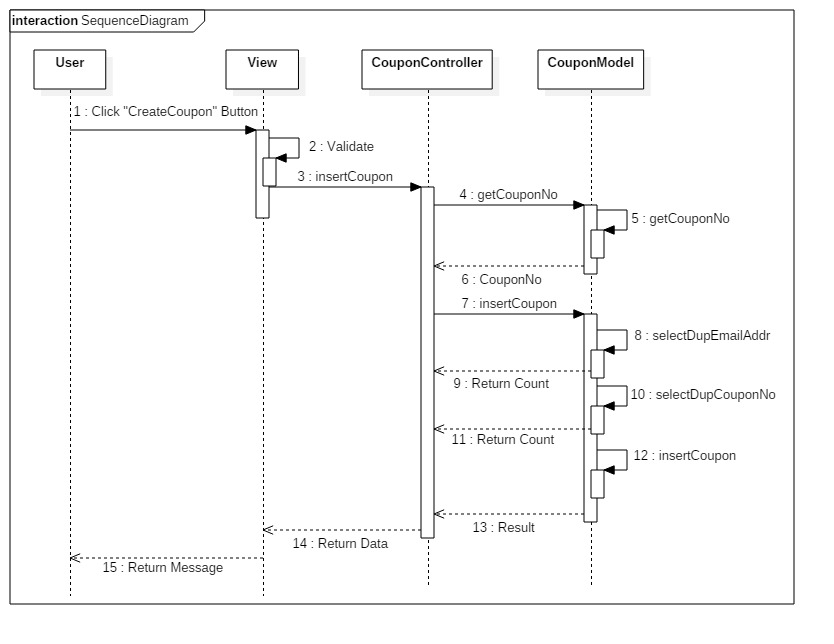 interaction SequenceDiagram
User
View
CouponController
CouponModel
1 : Click "CreateCoupon" Button
2 : Validate
3 : insertCoupon
4 : getCouponNo
5 : getCouponNo
6 : CouponNo
7 : insertCoupon
8 : selectDupEmailAddr
9 : Return Count
10 : selectDupCouponNo
11 : Return Count
12 : insertCoupon
13 : Result
14 : Return Data
15 : Return Message